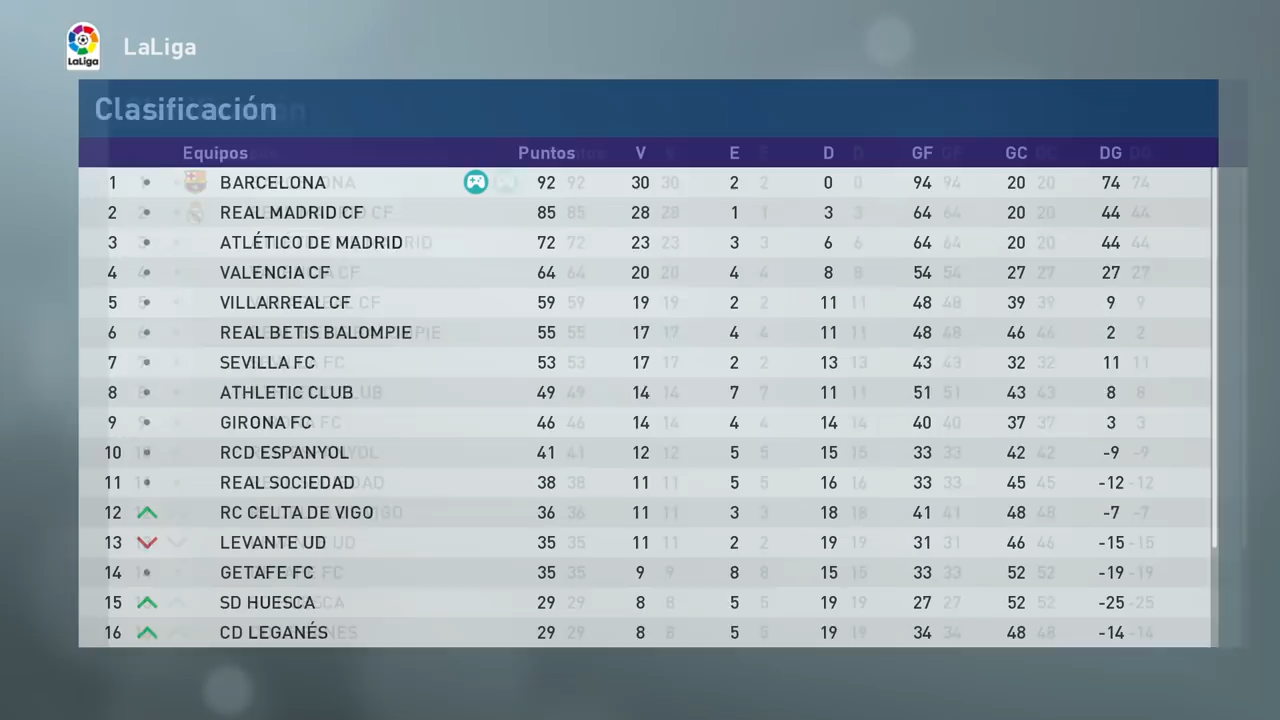 LaLiga
LaLiga
Clasificación
Equipos Puntos V E D GF GC DG
1 BARCELONA 92 30 2 0 94 20 74
2 REAL MADRID CF 85 28 1 3 64 20 44
3 ATLÉTICO DE MADRID 72 23 3 6 64 20 44
4 VALENCIA CF 64 20 4 8 54 27 27
5 VILLARREAL CF 59 19 2 11 48 39 9
6 REAL BETIS BALOMPIE 55 17 4 11 48 46 2
7 SEVILLA FC 53 17 2 13 43 32 11
8 ATHLETIC CLUB 49 14 7 11 51 43 8
9 GIRONA FC 46 14 4 14 40 37 3
10 RCD ESPANYOL 41 12 5 15 33 42 -9
11 REAL SOCIEDAD 38 11 5 16 33 45 -12
12 RC CELTA DE VIGO 36 11 3 18 41 48 -7
13 LEVANTE UD 35 11 2 19 31 46 -15
14 GETAFE FC 35 9 8 15 33 52 -19
15 SD HUESCA 29 8 5 19 27 52 -25
16 CD LEGANÉS 29 8 5 19 34 48 -14